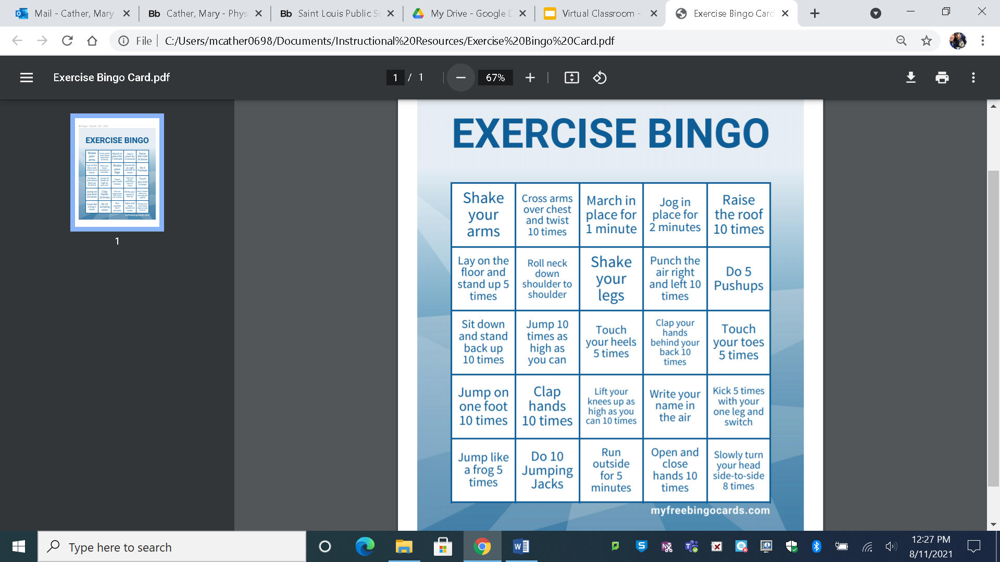 Mail - Cather, Mary
Cather, Mary - Phys
Saint Louis Public Sc
My Drive - Google D
Virtual Classroom -
Exercise Bingo Card
File
C:/Users/mcather0698/Documents/Instructional%20Resources/Exercise%20Bingo%20Card.pdf
Exercise Bingo Card.pdf
1 / 1
67%
Bingo Card ID 001
EXERCISE BINGO
1
EXERCISE BINGO
Shake
your
arms
Cross arms
over chest
and twist
10 times
March in
place for
1 minute
Jog in
place for
2 minutes
Raise
the roof
10 times
Lay on the
floor and
stand up 5
times
Roll neck
down
shoulder to
shoulder
Shake
your
legs
Punch the
air right
and left 10
times
Do 5
Pushups
Sit down
and stand
back up
10 times
Jump 10
times as
high as
you can
Touch
your heels
5 times
Clap your
hands
behind your
back 10
times
Touch
your toes
5 times
Jump on
one foot
10 times
Clap
hands
10 times
Lift your
knees up as
high as you
can 10 times
Write your
name in
the air
Kick 5 times
with your
one leg and
switch
Jump like
a frog 5
times
Do 10
Jumping
Jacks
Run
outside
for 5
minutes
Open and
close
hands 10
times
Slowly turn
your head
side-to-side
8 times
myfreebingocards.com
Type here to search
12:27 PM
8/11/2021